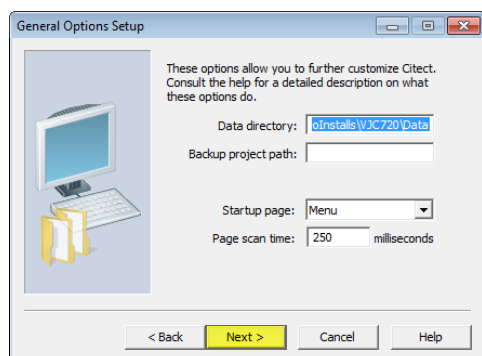 General Options Setup
These options allow you to further customize Citect.
Consult the help for a detailed description on what
these options do.
Data directory: oInstalls\VJC720\Data
Backup project path:
Startup page: Menu
Page scan time: 250 milliseconds
< Back Next > Cancel Help